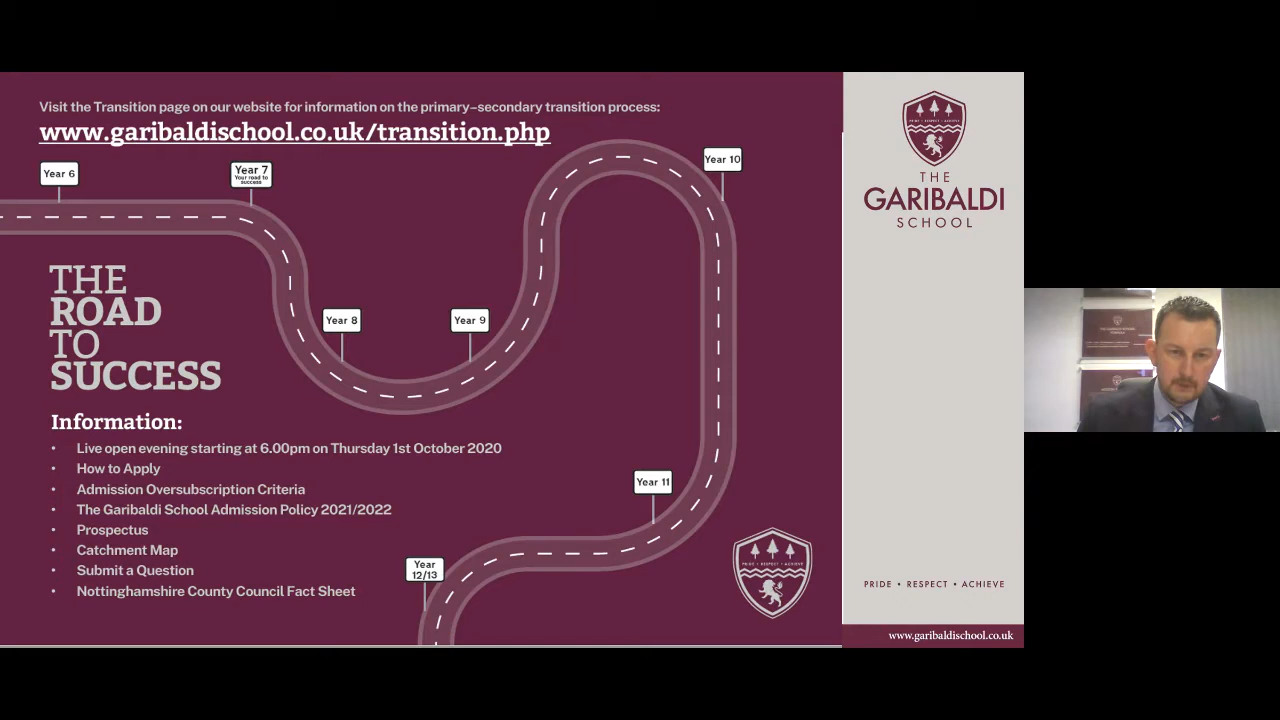 Visit the Transition page on our website for information on the primary–secondary transition process:
www.garibaldischool.co.uk/transition.php
Year 6
Year 7
Your road to
success
Year 10
Year 8
Year 9
THE
ROAD
TO
SUCCESS
Information:
• Live open evening starting at 6.00pm on Thursday 1st October 2020
• How to Apply
• Admission Oversubscription Criteria
• The Garibaldi School Admission Policy 2021/2022
• Prospectus
• Catchment Map
• Submit a Question
• Nottinghamshire County Council Fact Sheet
Year 11
Year
12/13
PRIDE • RESPECT • ACHIEVE
PRIDE • RESPECT • ACHIEVE
THE
GARIBALDI
SCHOOL
PRIDE • RESPECT • ACHIEVE
www.garibaldischool.co.uk